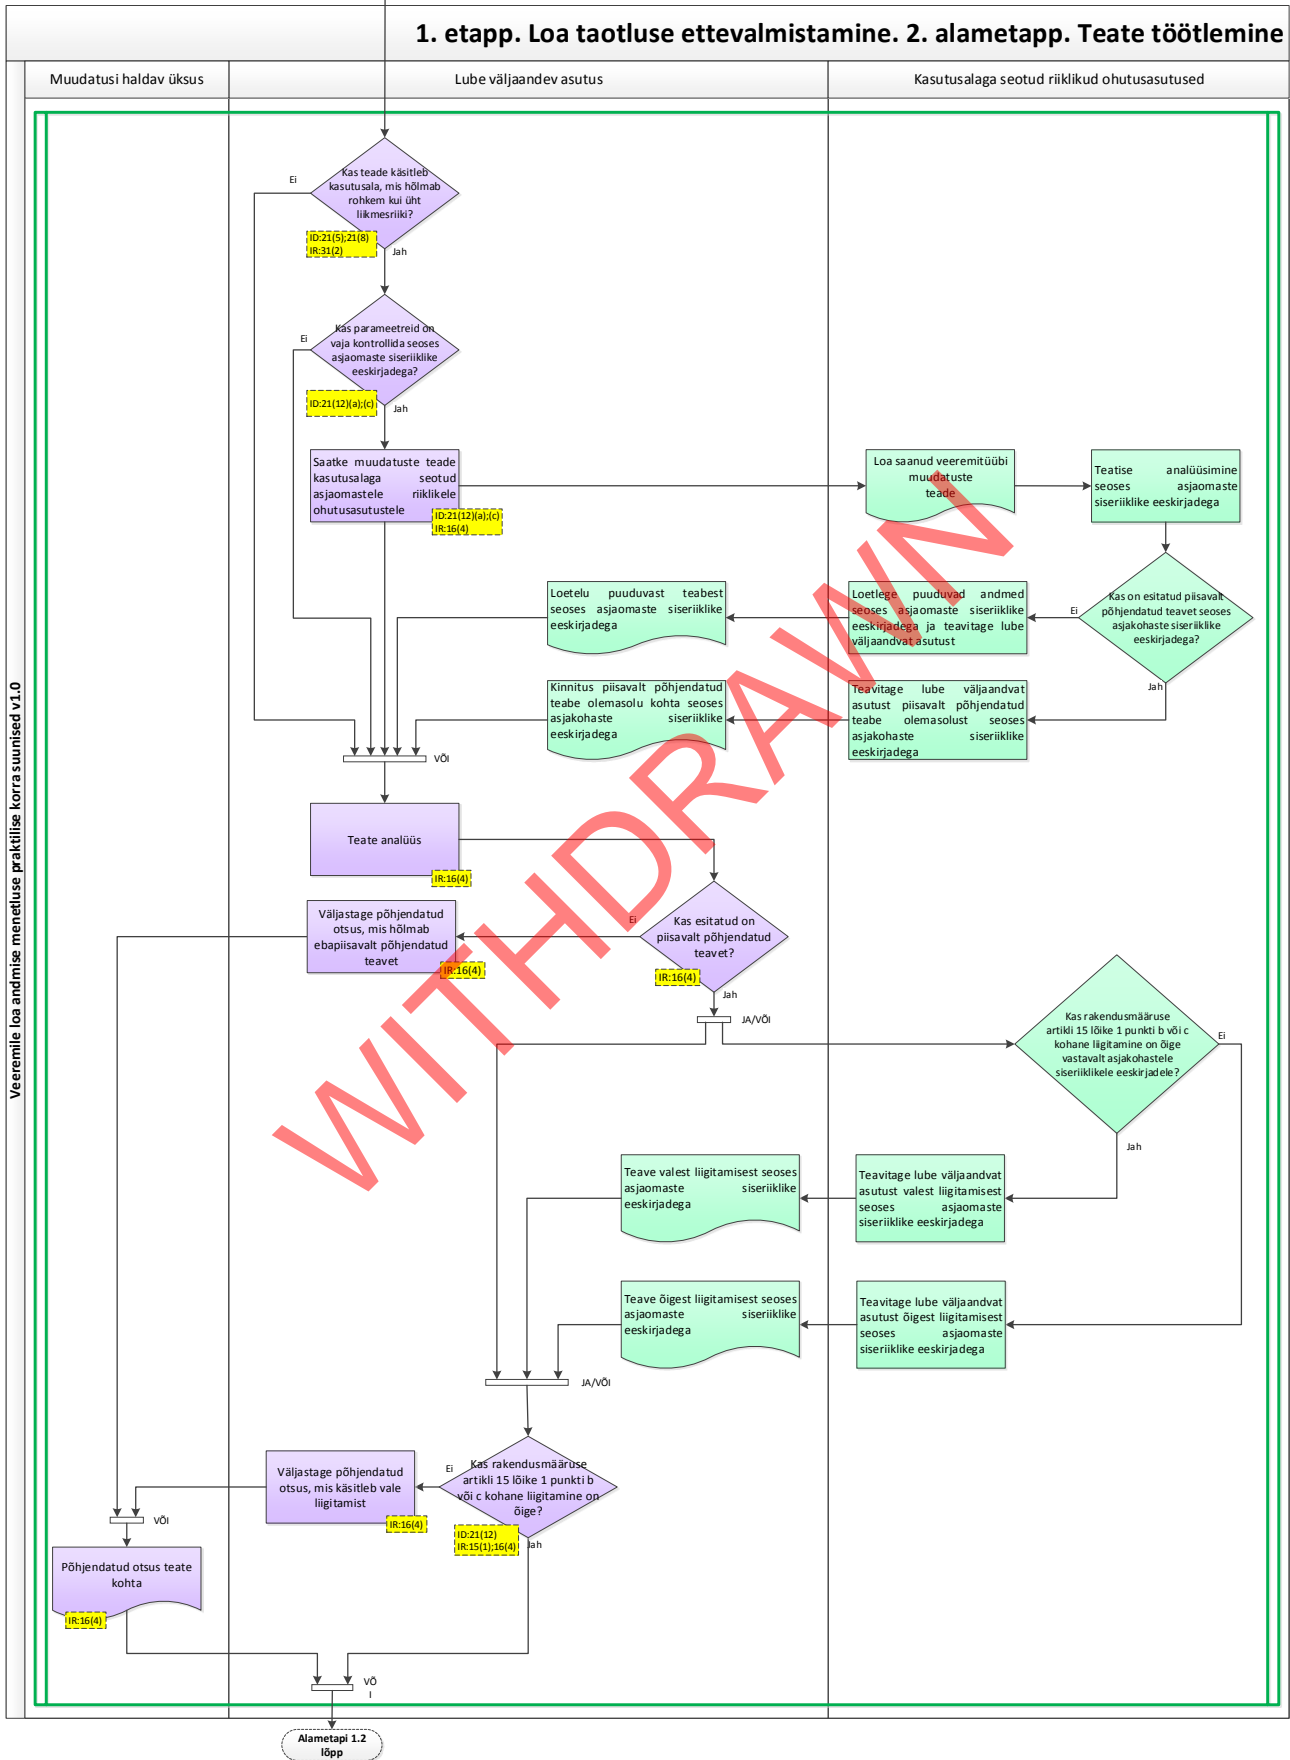 1. etapp. Loa taotluse ettevalmistamine. 2. alametapp. Teate töötlemine
Muudatusi haldav üksus
Lube väljaandev asutus
Kasutusalaga seotud riiklikud ohutusasutused
Veeremile loa andmise menetluse praktilise korra suunised v1.0
Kas teade käsitleb
kasutusala, mis hõlmab
rohkem kui üht
liikmesriiki?
Ei
ID:21(5);21(8)
IR:31(2)
Jah
Kas parameetreid on
vaja kontrollida seoses
asjaomaste siseriiklike
eeskirjadega?
Ei
ID:21(12)(a);(c)
Jah
Saatke muudatuste teade
kasutusalaga seotud
asjaomastele riiklikele
ohutusasutustele
ID:21(12)(a);(c)
IR:16(4)
Loa saanud veeremitüübi
muudatuste
teade
Teatise analüüsimine
seoses asjaomaste
siseriiklike eeskirjadega
Kas on esitatud piisavalt
põhjendatud teavet seoses
asjakohaste siseriiklike
eeskirjadega?
Ei
Jah
Loetlege puuduvad andmed
seoses asjaomaste siseriiklike
eeskirjadega ja teavitage lube
väljaandvat asutust
Loetelu puuduvast teabest
seoses asjaomaste siseriiklike
eeskirjadega
Teavitage lube väljaandvat
asutust piisavalt põhjendatud
teabe olemasolust seoses
asjakohaste siseriiklike
eeskirjadega
Kinnitus piisavalt põhjendatud
teabe olemasolu kohta seoses
asjakohaste siseriiklike
eeskirjadega
VÕI
Teate analüüs
IR:16(4)
Kas esitatud on
piisavalt põhjendatud
teavet?
Ei
IR:16(4)
Jah
Väljastage põhjendatud
otsus, mis hõlmab
ebapiisavalt põhjendatud
teavet
IR:16(4)
JA/VÕI
Kas rakendusmääruse
artikli 15 lõike 1 punkti b või c
kohane liigitamine on õige
vastavalt asjakohastele
siseriiklikele eeskirjadele?
Ei
Jah
Teavitage lube väljaandvat
asutust valest liigitamisest
seoses asjaomaste
siseriiklike eeskirjadega
Teave valest liigitamisest seoses
asjaomaste siseriiklike
eeskirjadega
Teavitage lube väljaandvat
asutust õigest liigitamisest
seoses asjaomaste
siseriiklike eeskirjadega
Teave õigest liigitamisest seoses
asjaomaste siseriiklike
eeskirjadega
JA/VÕI
Kas rakendusmääruse
artikli 15 lõike 1 punkti b
või c kohane liigitamine on
õige?
Ei
ID:21(12)
IR:15(1);16(4)
Jah
Väljastage põhjendatud
otsus, mis käsitleb vale
liigitamist
IR:16(4)
VÕI
Põhjendatud otsus teate
kohta
IR:16(4)
VÕ
I
Alametapi 1.2
lõpp
WITHDRAWN